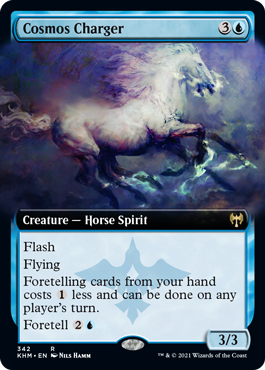 Cosmos Charger 3
Creature — Horse Spirit
Flash
Flying
Foretelling cards from your hand
costs 1 less and can be done on any
player's turn.
Foretell 2
3/3
342 R
KHM • EN Nils Hamm ™ & © 2021 Wizards of the Coast